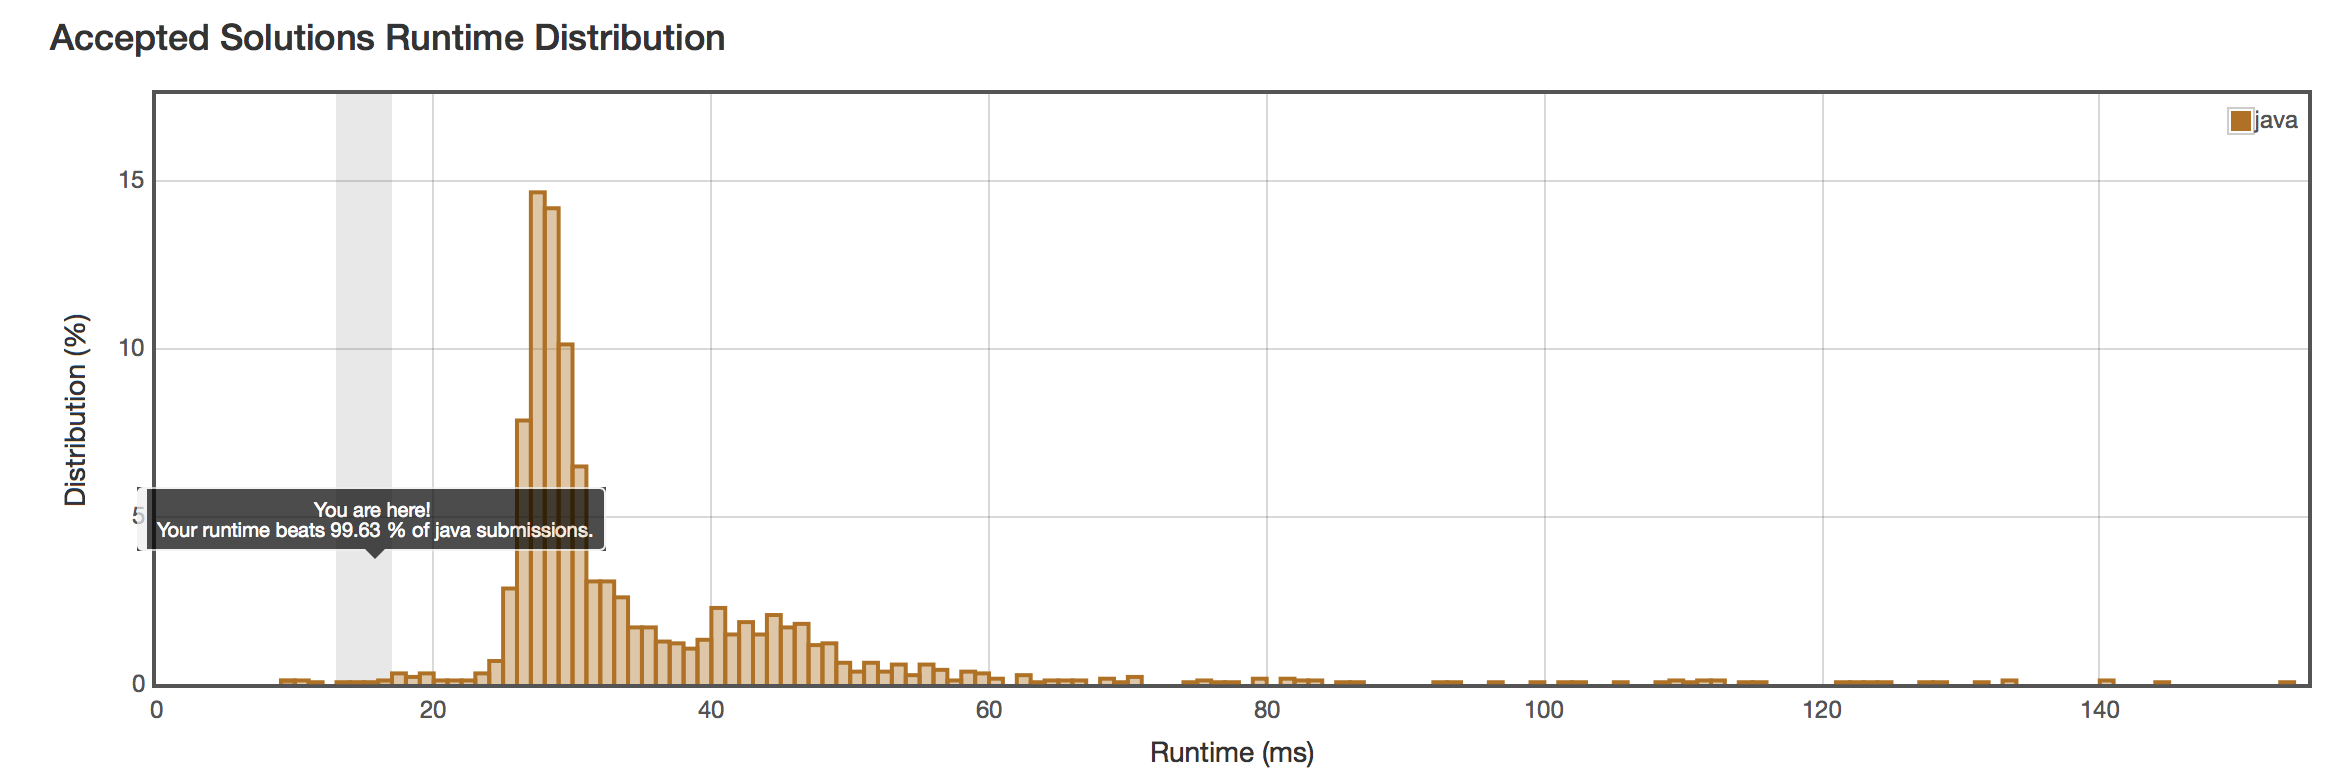 Accepted Solutions Runtime Distribution
java
15
10
5
0
Distribution (%)
You are here!
Your runtime beats 99.63 % of java submissions.
0 20 40 60 80 100 120 140
Runtime (ms)